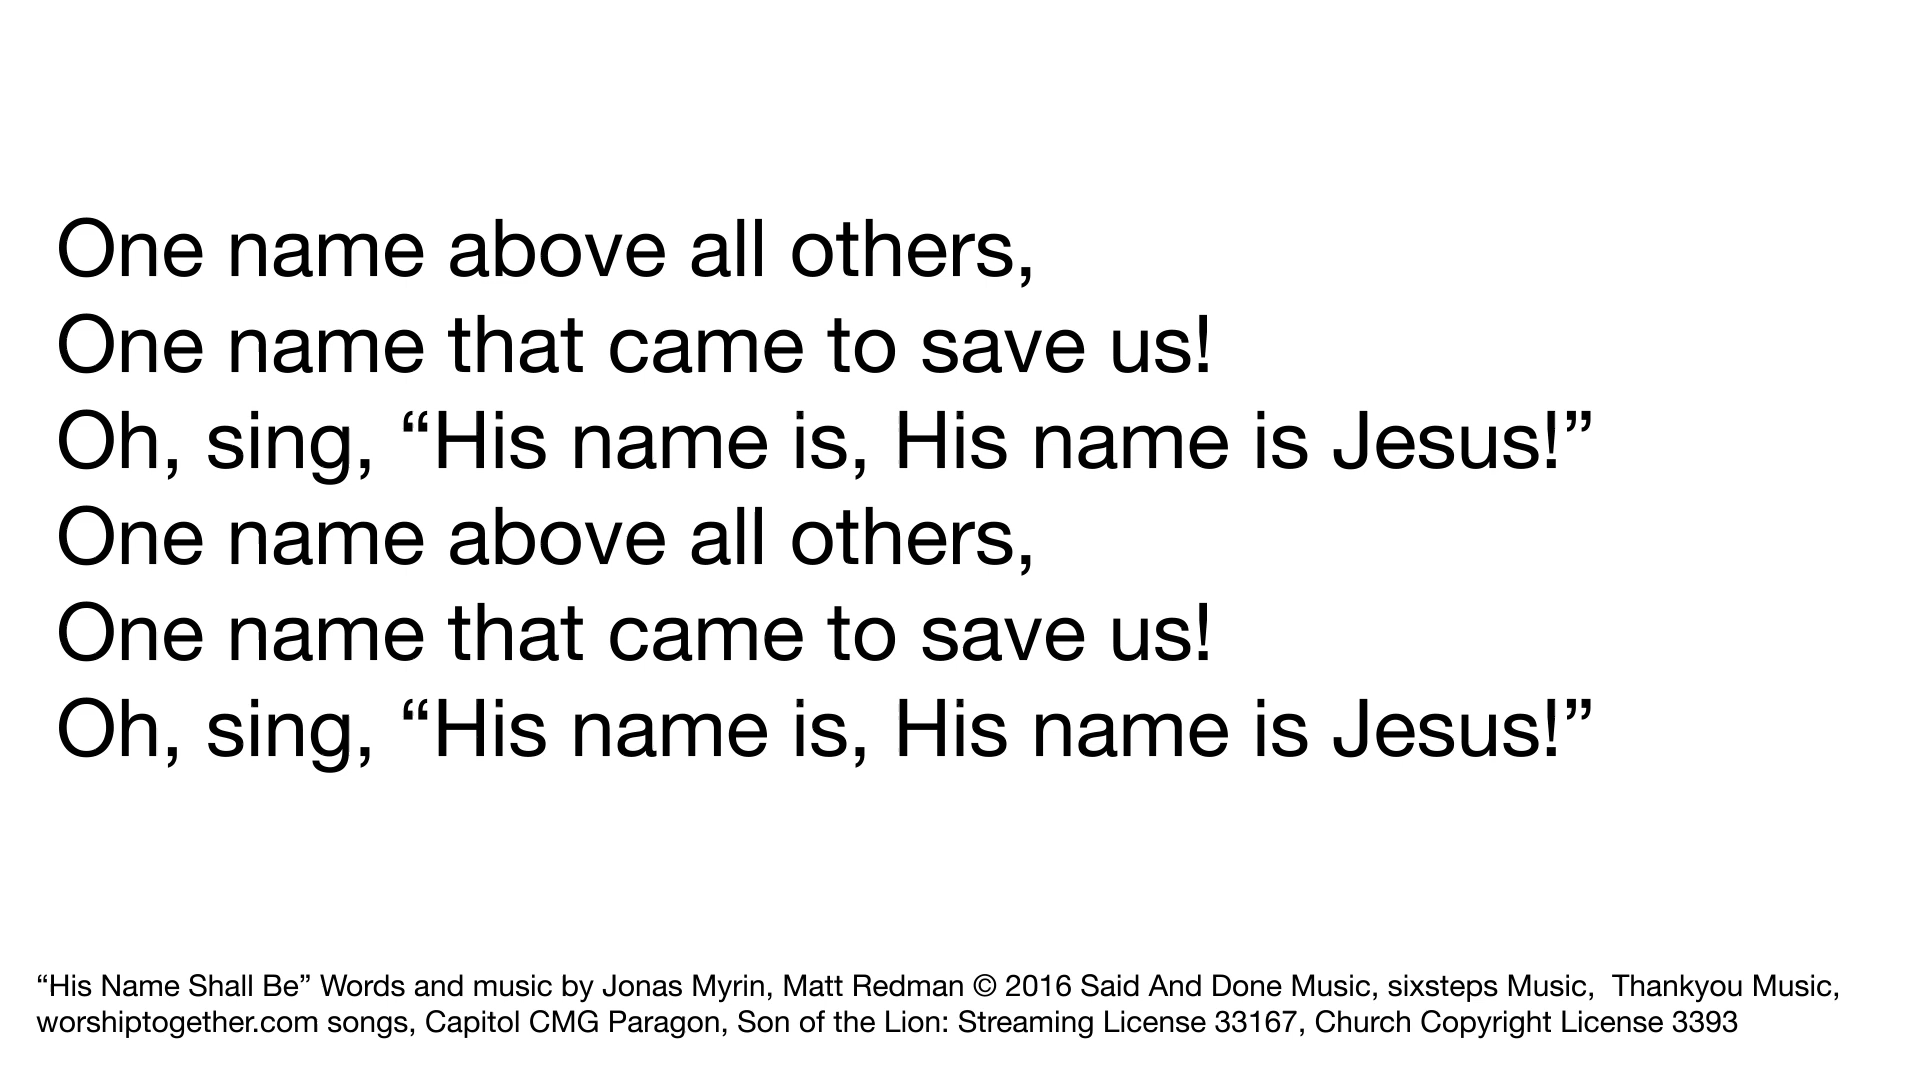 One name above all others,
One name that came to save us!
Oh, sing, “His name is, His name is Jesus!”
One name above all others,
One name that came to save us!
Oh, sing, “His name is, His name is Jesus!”
“His Name Shall Be” Words and music by Jonas Myrin, Matt Redman © 2016 Said And Done Music, sixsteps Music,  Thankyou Music,
worshiptogether.com songs, Capitol CMG Paragon, Son of the Lion: Streaming License 33167, Church Copyright License 3393